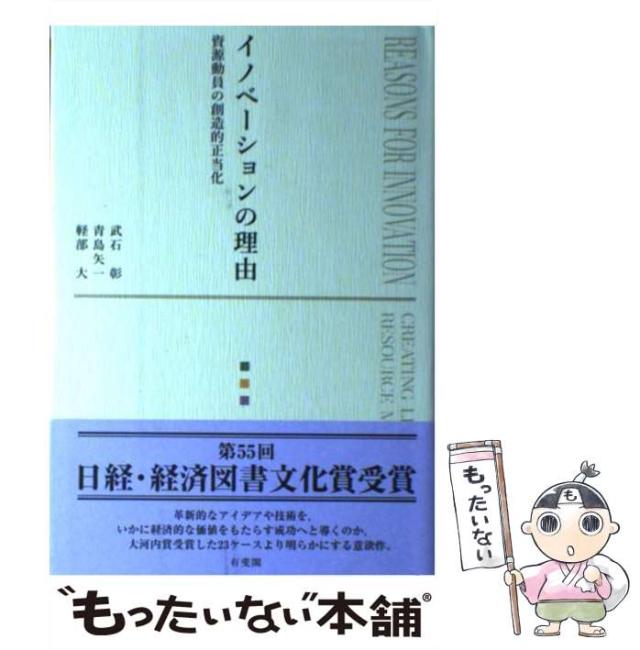 イノベーションの理由
資源動員の創造的正当化
武石 彰
青島矢一
軽部 大
REASONS FOR INNOVATION
CREATING
RESOURCE
第55回
日経・経済図書文化賞受賞
革新的なアイデアや技術を、
いかに経済的な価値をもたらす成功へと導くのか、
大河内賞受賞した23ケースより明らかにする意欲作。
有斐閣
"もったいない"本舗®
もったいない
も